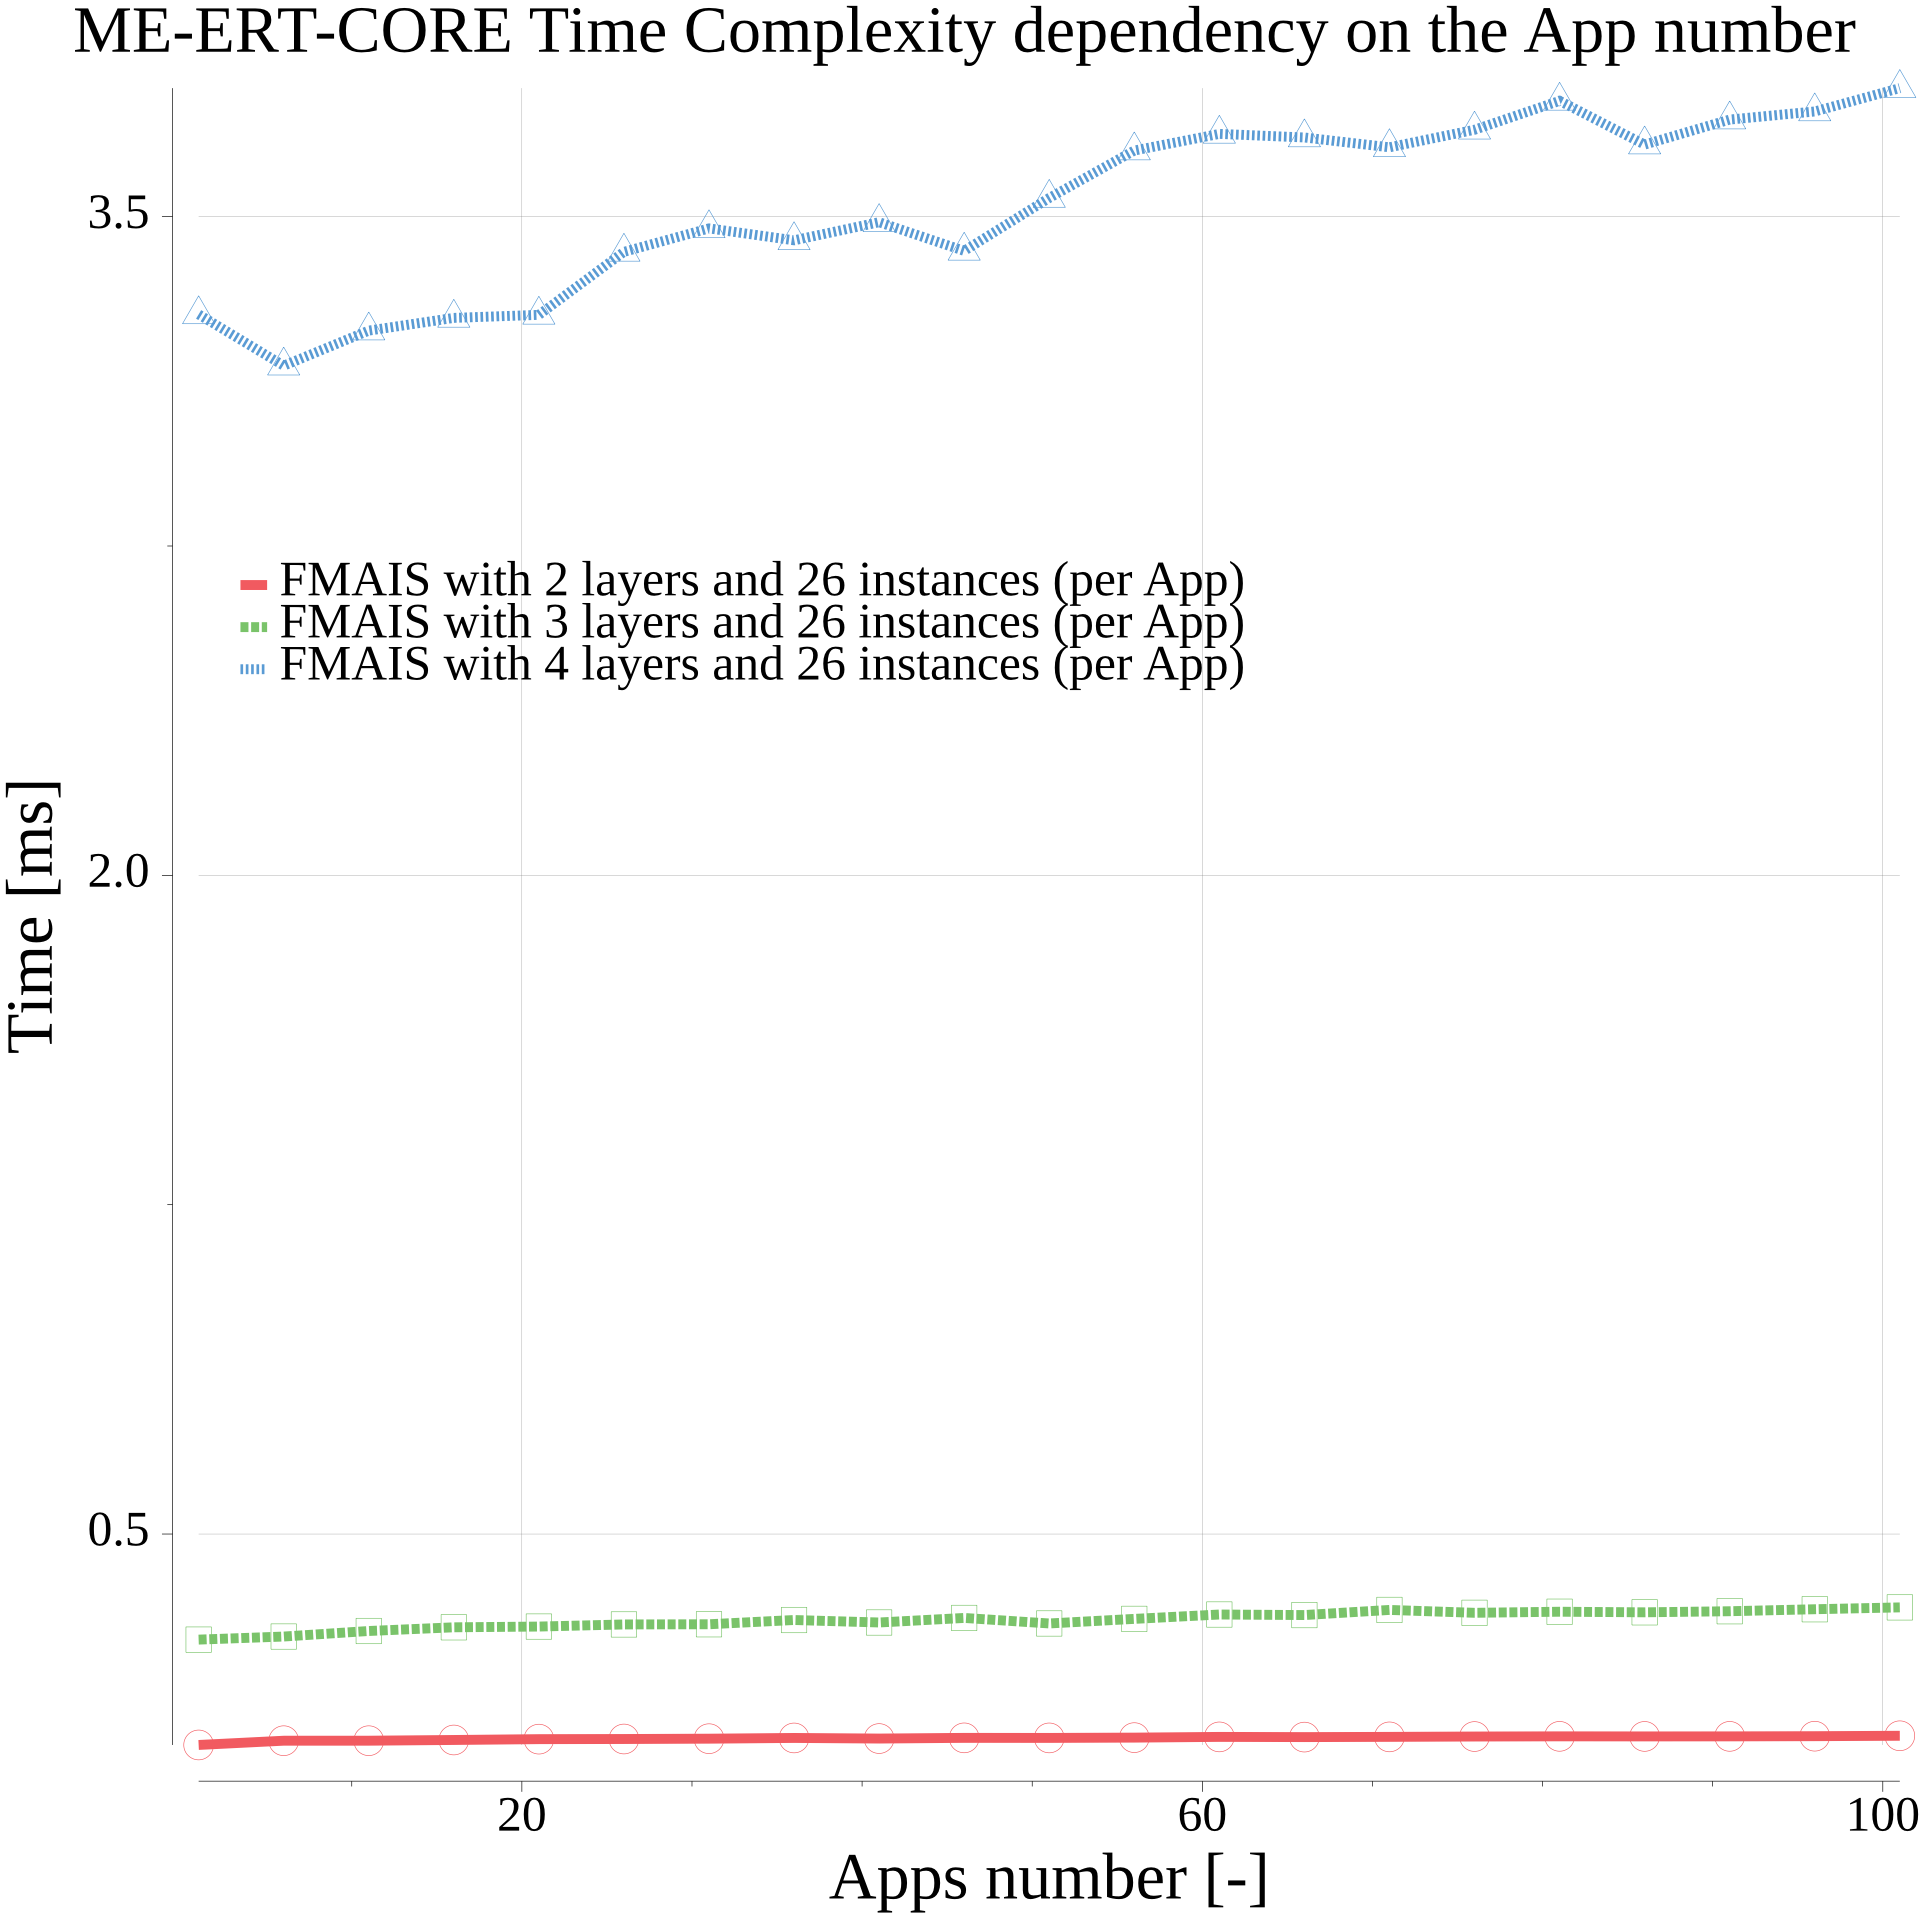 ME-ERT-CORE Time Complexity dependency on the App number
3.5
FMAIS with 2 layers and 26 instances (per App)
FMAIS with 3 layers and 26 instances (per App)
FMAIS with 4 layers and 26 instances (per App)
2.0
Time [ms]
0.5
20 60 100
Apps number [-]